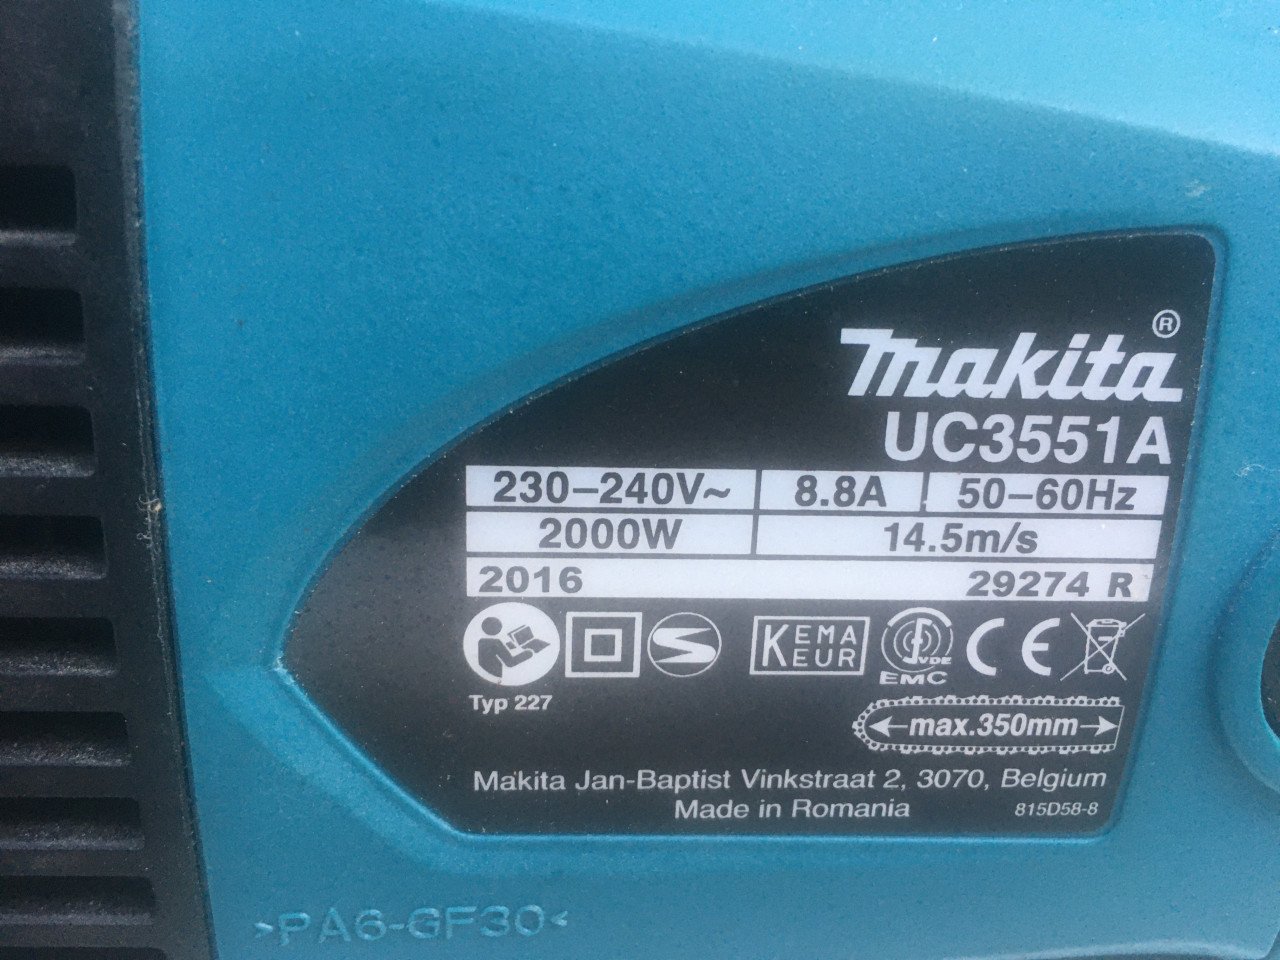 makita®
UC3551A
230–240V~ 8.8A 50–60Hz
2000W 14.5m/s
2016 29274 R
KEMA
KEUR
VDE
EMC
CE
Typ 227
max.350mm
Makita Jan-Baptist Vinkstraat 2, 3070, Belgium
Made in Romania 815D58-8
>PA6-GF30<